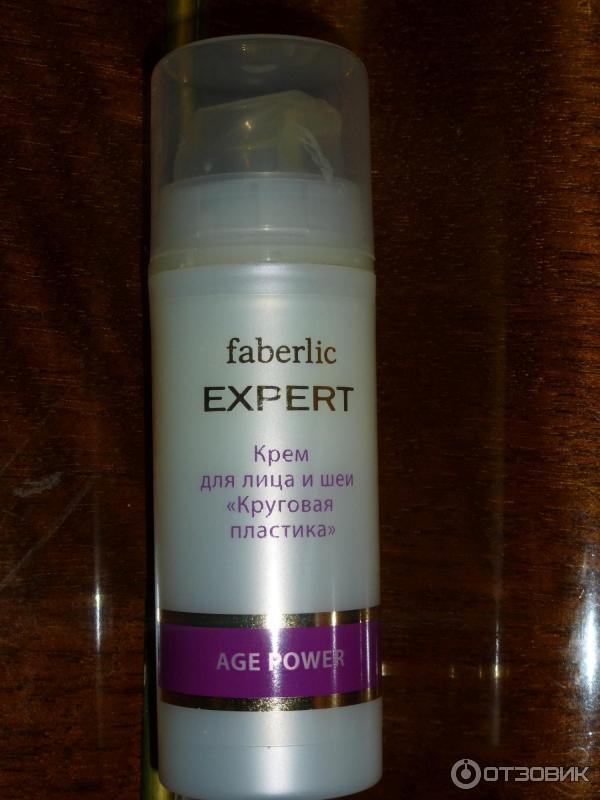 faberlic
EXPERT
Крем
для лица и шеи
«Круговая
пластика»
AGE POWER
ОТЗОВИК